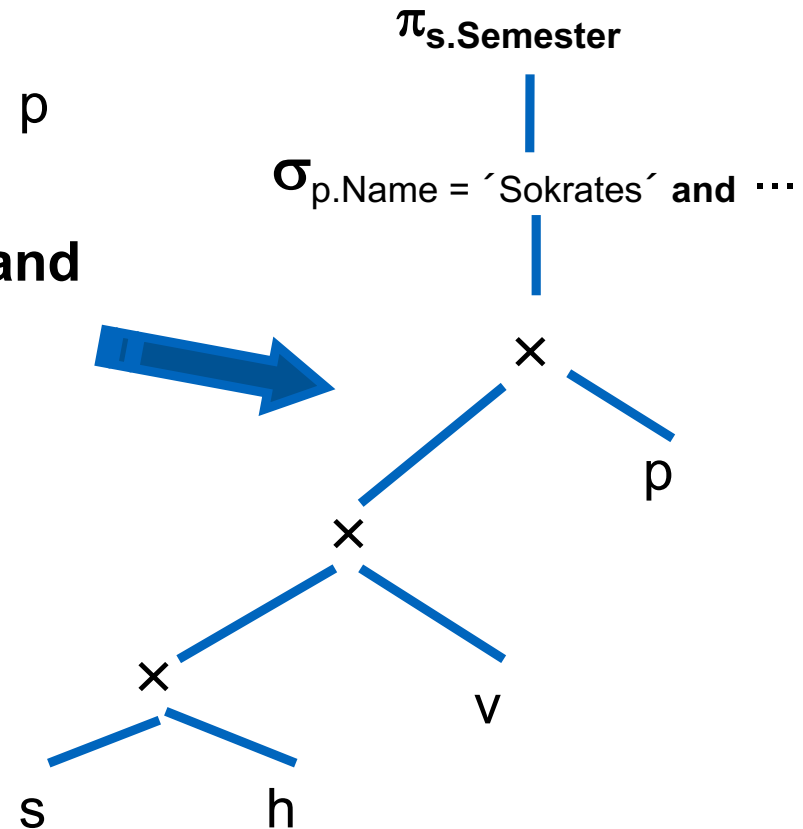 πs.Semester
p
σp.Name = ´Sokrates´ and ...
and
×
p
×
×
v
s h